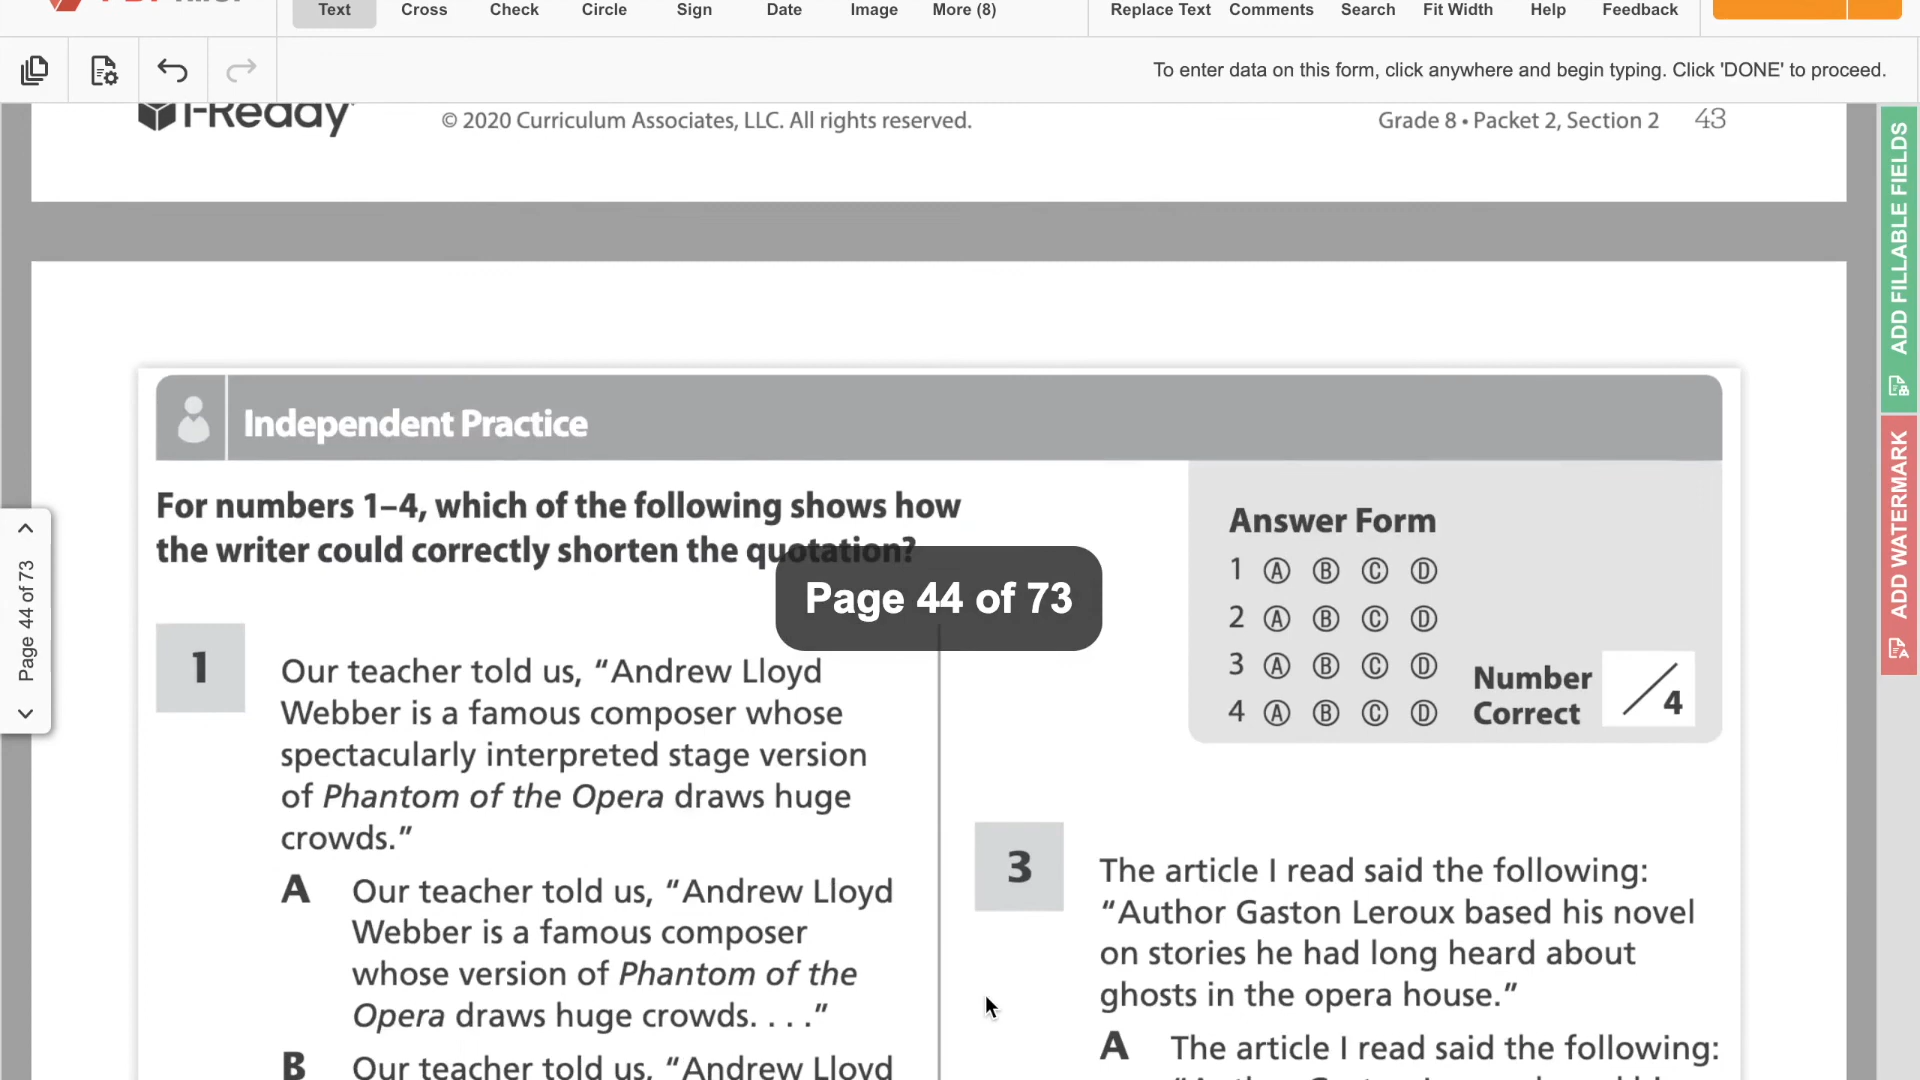 Text Cross Check Circle Sign Date Image More (8) Replace Text Comments Search Fit Width Help Feedback
To enter data on this form, click anywhere and begin typing. Click 'DONE' to proceed.
i-Ready © 2020 Curriculum Associates, LLC. All rights reserved. Grade 8 • Packet 2, Section 2 43
ADD FILLABLE FIELDS
ADD WATERMARK
Page 44 of 73
Independent Practice
For numbers 1–4, which of the following shows how
the writer could correctly shorten the quotation?
Page 44 of 73
Answer Form
1 Ⓐ Ⓑ Ⓒ Ⓓ
2 Ⓐ Ⓑ Ⓒ Ⓓ
3 Ⓐ Ⓑ Ⓒ Ⓓ
4 Ⓐ Ⓑ Ⓒ Ⓓ
Number
Correct
/4
1
Our teacher told us, “Andrew Lloyd
Webber is a famous composer whose
spectacularly interpreted stage version
of Phantom of the Opera draws huge
crowds.”
A Our teacher told us, “Andrew Lloyd
Webber is a famous composer
whose version of Phantom of the
Opera draws huge crowds. . . .”
B Our teacher told us, “Andrew Lloyd
3
The article I read said the following:
“Author Gaston Leroux based his novel
on stories he had long heard about
ghosts in the opera house.”
A The article I read said the following: